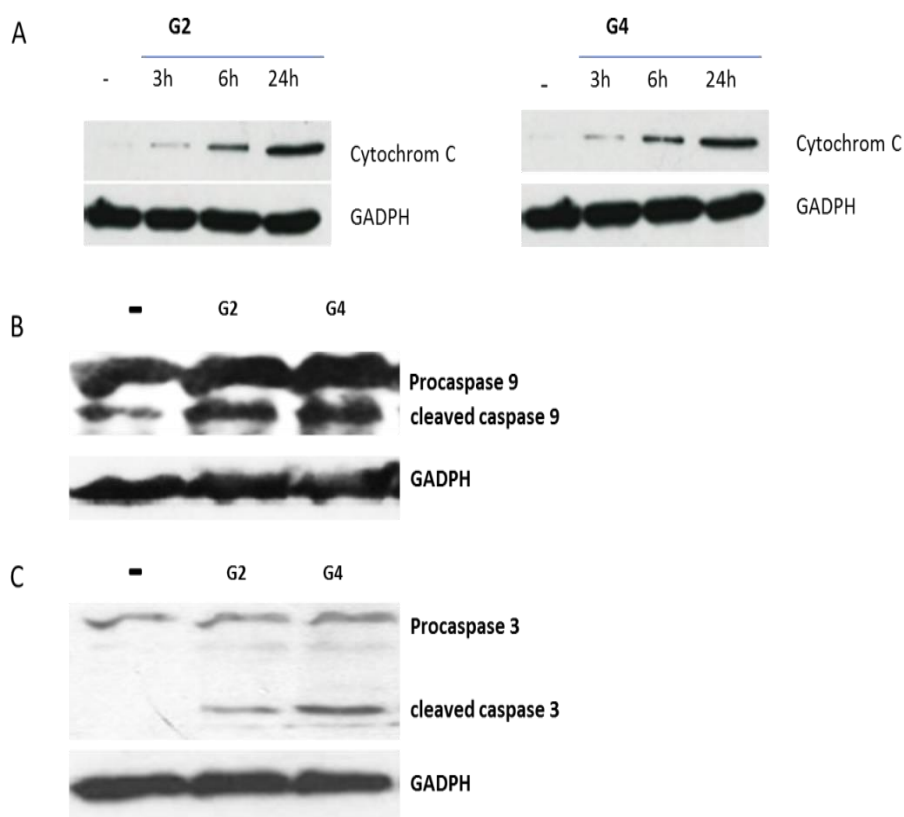 A
G2
- 3h 6h 24h
Cytochrom C
GADPH
G4
- 3h 6h 24h
Cytochrom C
GADPH
B
- G2 G4
Procaspase 9
cleaved caspase 9
GADPH
C
- G2 G4
Procaspase 3
cleaved caspase 3
GADPH